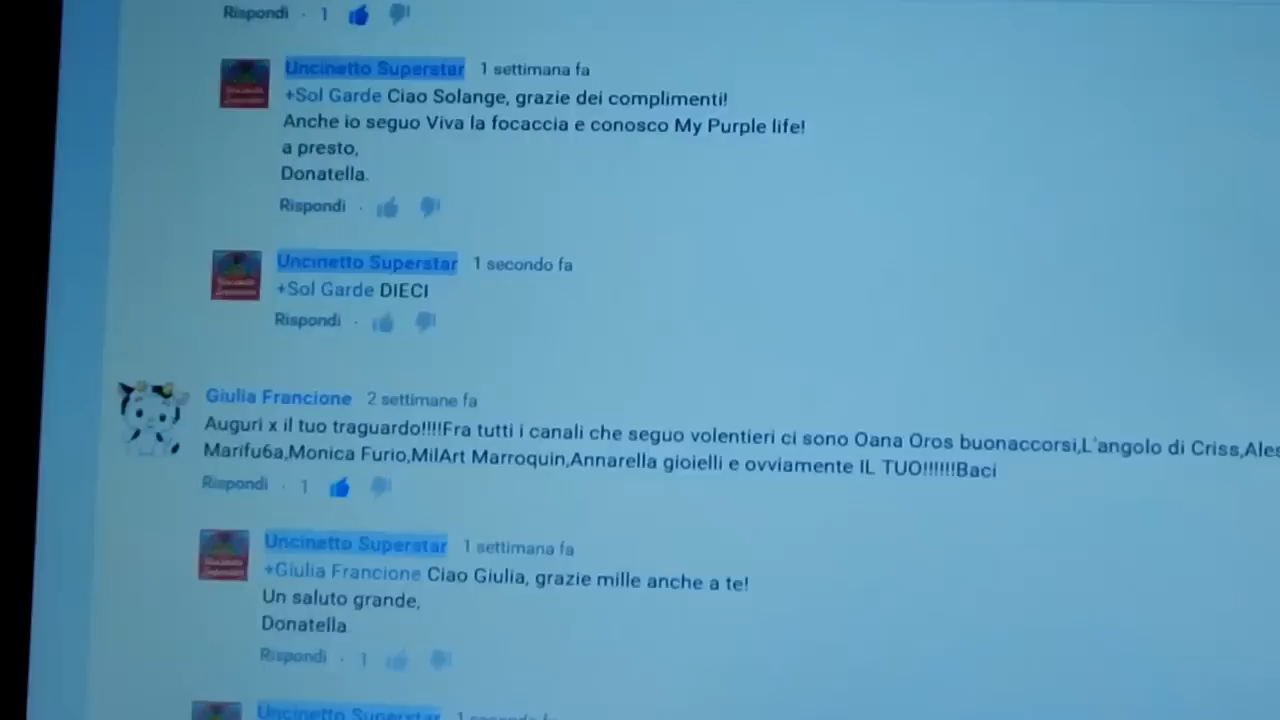 Rispondi · 1
Uncinetto Superstar 1 settimana fa
+Sol Garde Ciao Solange, grazie dei complimenti!
Anche io seguo Viva la focaccia e conosco My Purple life!
a presto,
Donatella.
Rispondi ·
Uncinetto Superstar 1 secondo fa
+Sol Garde DIECI
Rispondi ·
Giulia Francione 2 settimane fa
Auguri x il tuo traguardo!!!!Fra tutti i canali che seguo volentieri ci sono Oana Oros buonaccorsi,L'angolo di Criss,Ales
Marifu6a,Monica Furio,MilArt Marroquin,Annarella gioielli e ovviamente IL TUO!!!!!!Baci
Rispondi · 1
Uncinetto Superstar 1 settimana fa
+Giulia Francione Ciao Giulia, grazie mille anche a te!
Un saluto grande,
Donatella
Rispondi · 1
Uncinetto Superstar 1 secondo fa